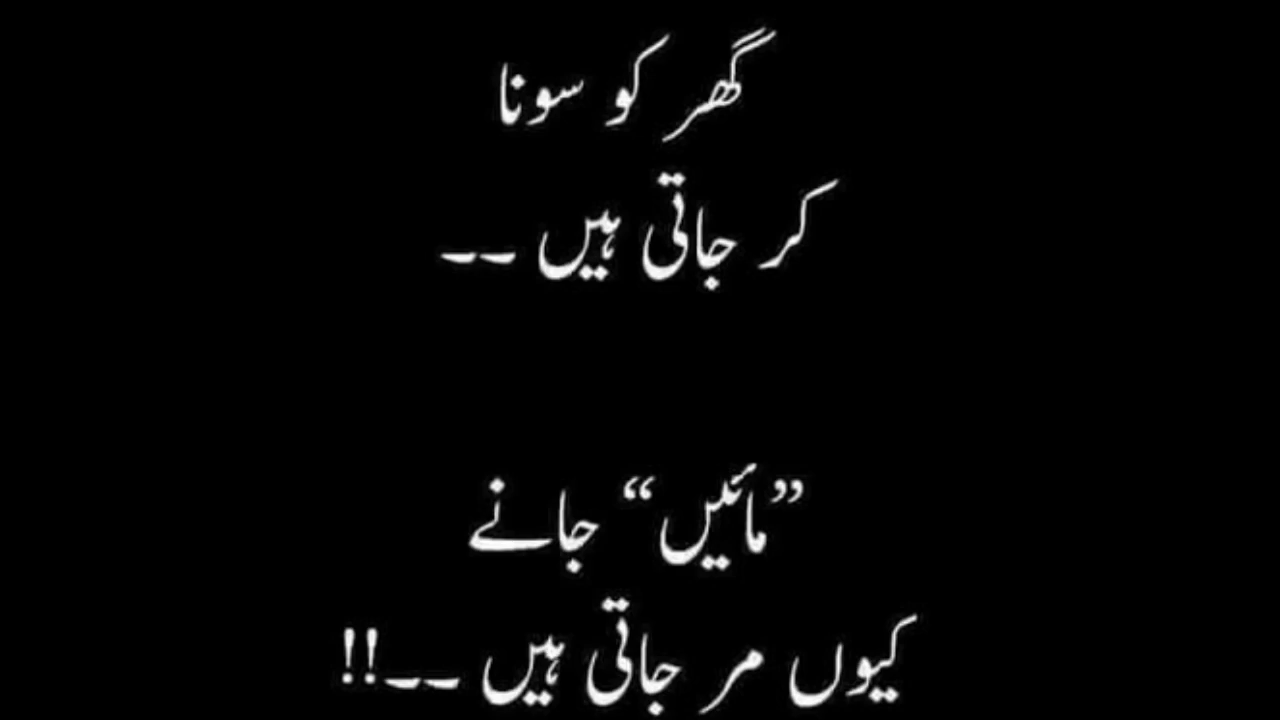 گھر کو سونا
کر جاتی ہیں ۔۔
”مائیں“ جانے
کیوں مر جاتی ہیں ۔۔!!